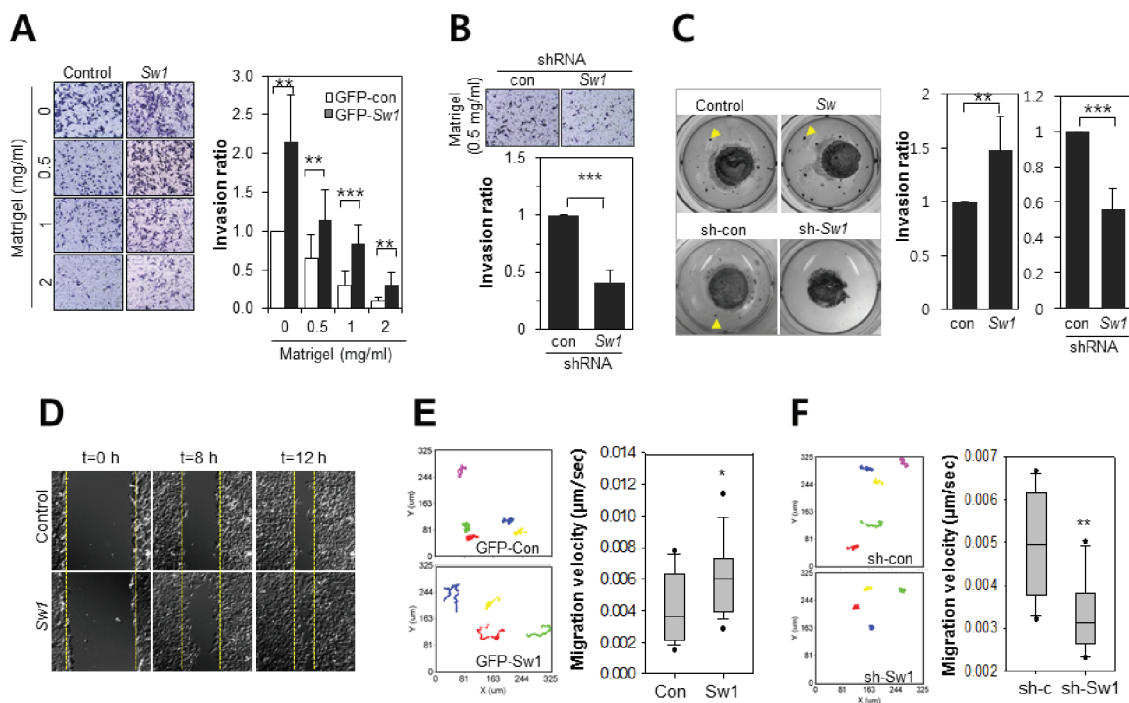 A
Control Sw1
Matrigel (mg/ml)
0
0.5
1
2
Invasion ratio
3.0
2.5
2.0
1.5
1.0
0.5
0.0
**
**
***
**
GFP-con
GFP-Sw1
0 0.5 1 2
Matrigel (mg/ml)
B
shRNA
con Sw1
Matrigel
(0.5 mg/ml)
Invasion ratio
1.5
1
0.5
0
***
con Sw1
shRNA
C
Control Sw
sh-con sh-Sw1
Invasion ratio
2
1.5
1
0.5
0
**
con Sw1
1.2
1
0.8
0.6
0.4
0.2
0
***
con Sw1
shRNA
D
t=0 h t=8 h t=12 h
Control
Sw1
E
Y (um)
325
244
163
81
0
GFP-Con
Y (um)
325
244
163
81
0
GFP-Sw1
0 81 163 244 325
X (um)
Migration velocity (μm/sec)
0.014
0.012
0.010
0.008
0.006
0.004
0.002
0.000
*
Con Sw1
F
Y (um)
325
244
163
81
0
sh-con
Y (um)
325
244
163
81
0
sh-Sw1
0 81 163 244 325
X (um)
Migration velocity (μm/sec)
0.007
0.006
0.005
0.004
0.003
0.002
**
sh-c sh-Sw1